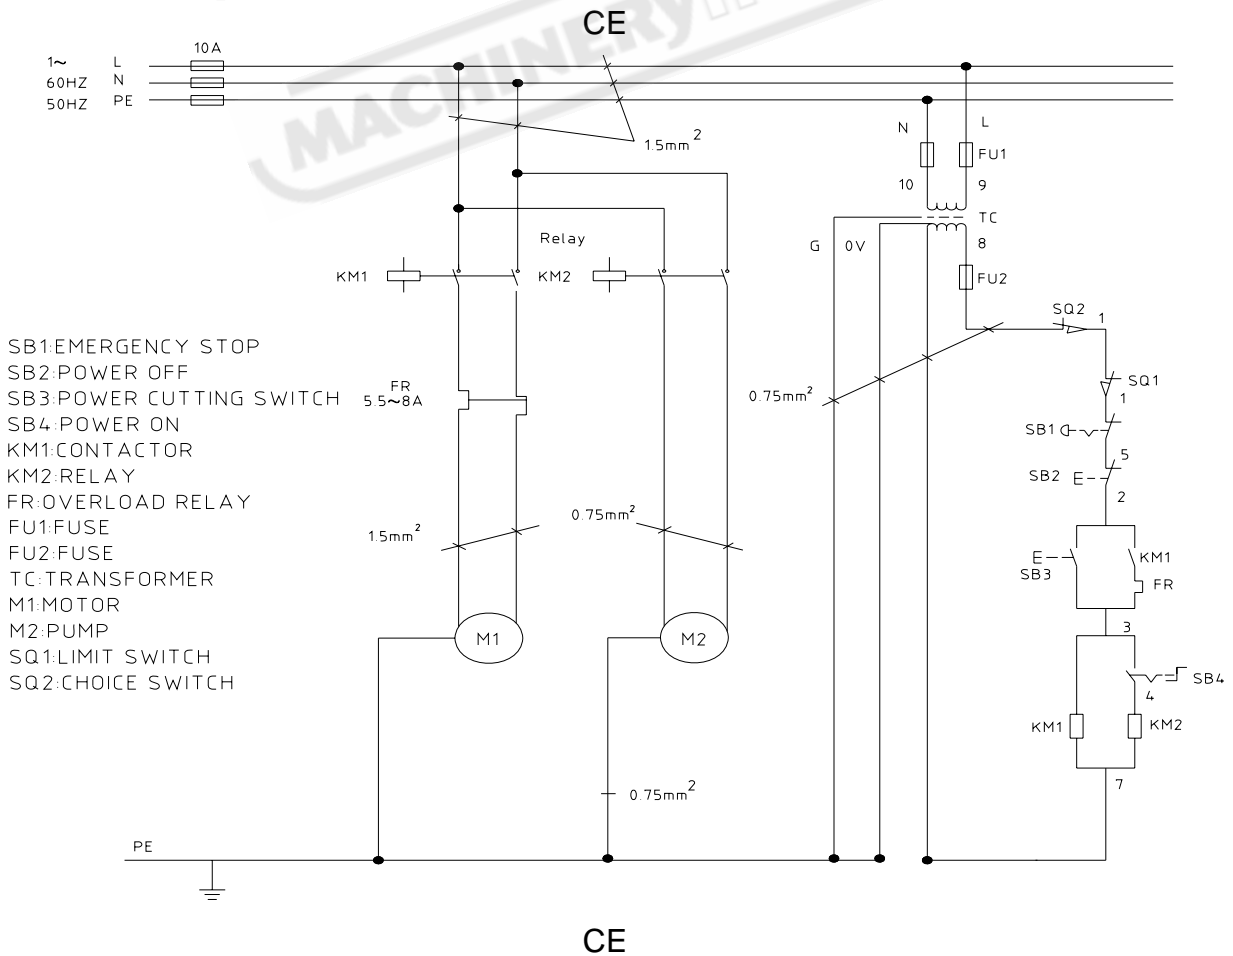 CE
MACHINERY
10A
1~ L
60HZ N
50HZ PE
1.5mm²
N L
FU1
10 9
TC
G 0V 8
FU2
Relay
KM1 KM2
SQ2 1
SB1:EMERGENCY STOP
SB2:POWER OFF
SB3:POWER CUTTING SWITCH
SB4:POWER ON
KM1:CONTACTOR
KM2:RELAY
FR:OVERLOAD RELAY
FU1:FUSE
FU2:FUSE
TC:TRANSFORMER
M1:MOTOR
M2:PUMP
SQ1:LIMIT SWITCH
SQ2:CHOICE SWITCH
FR
5.5~8A
0.75mm²
SQ1
1
SB1
5
SB2
2
1.5mm²
0.75mm²
SB3
KM1
FR
3
M1 M2
SB4
4
KM1 KM2
7
0.75mm²
PE
CE